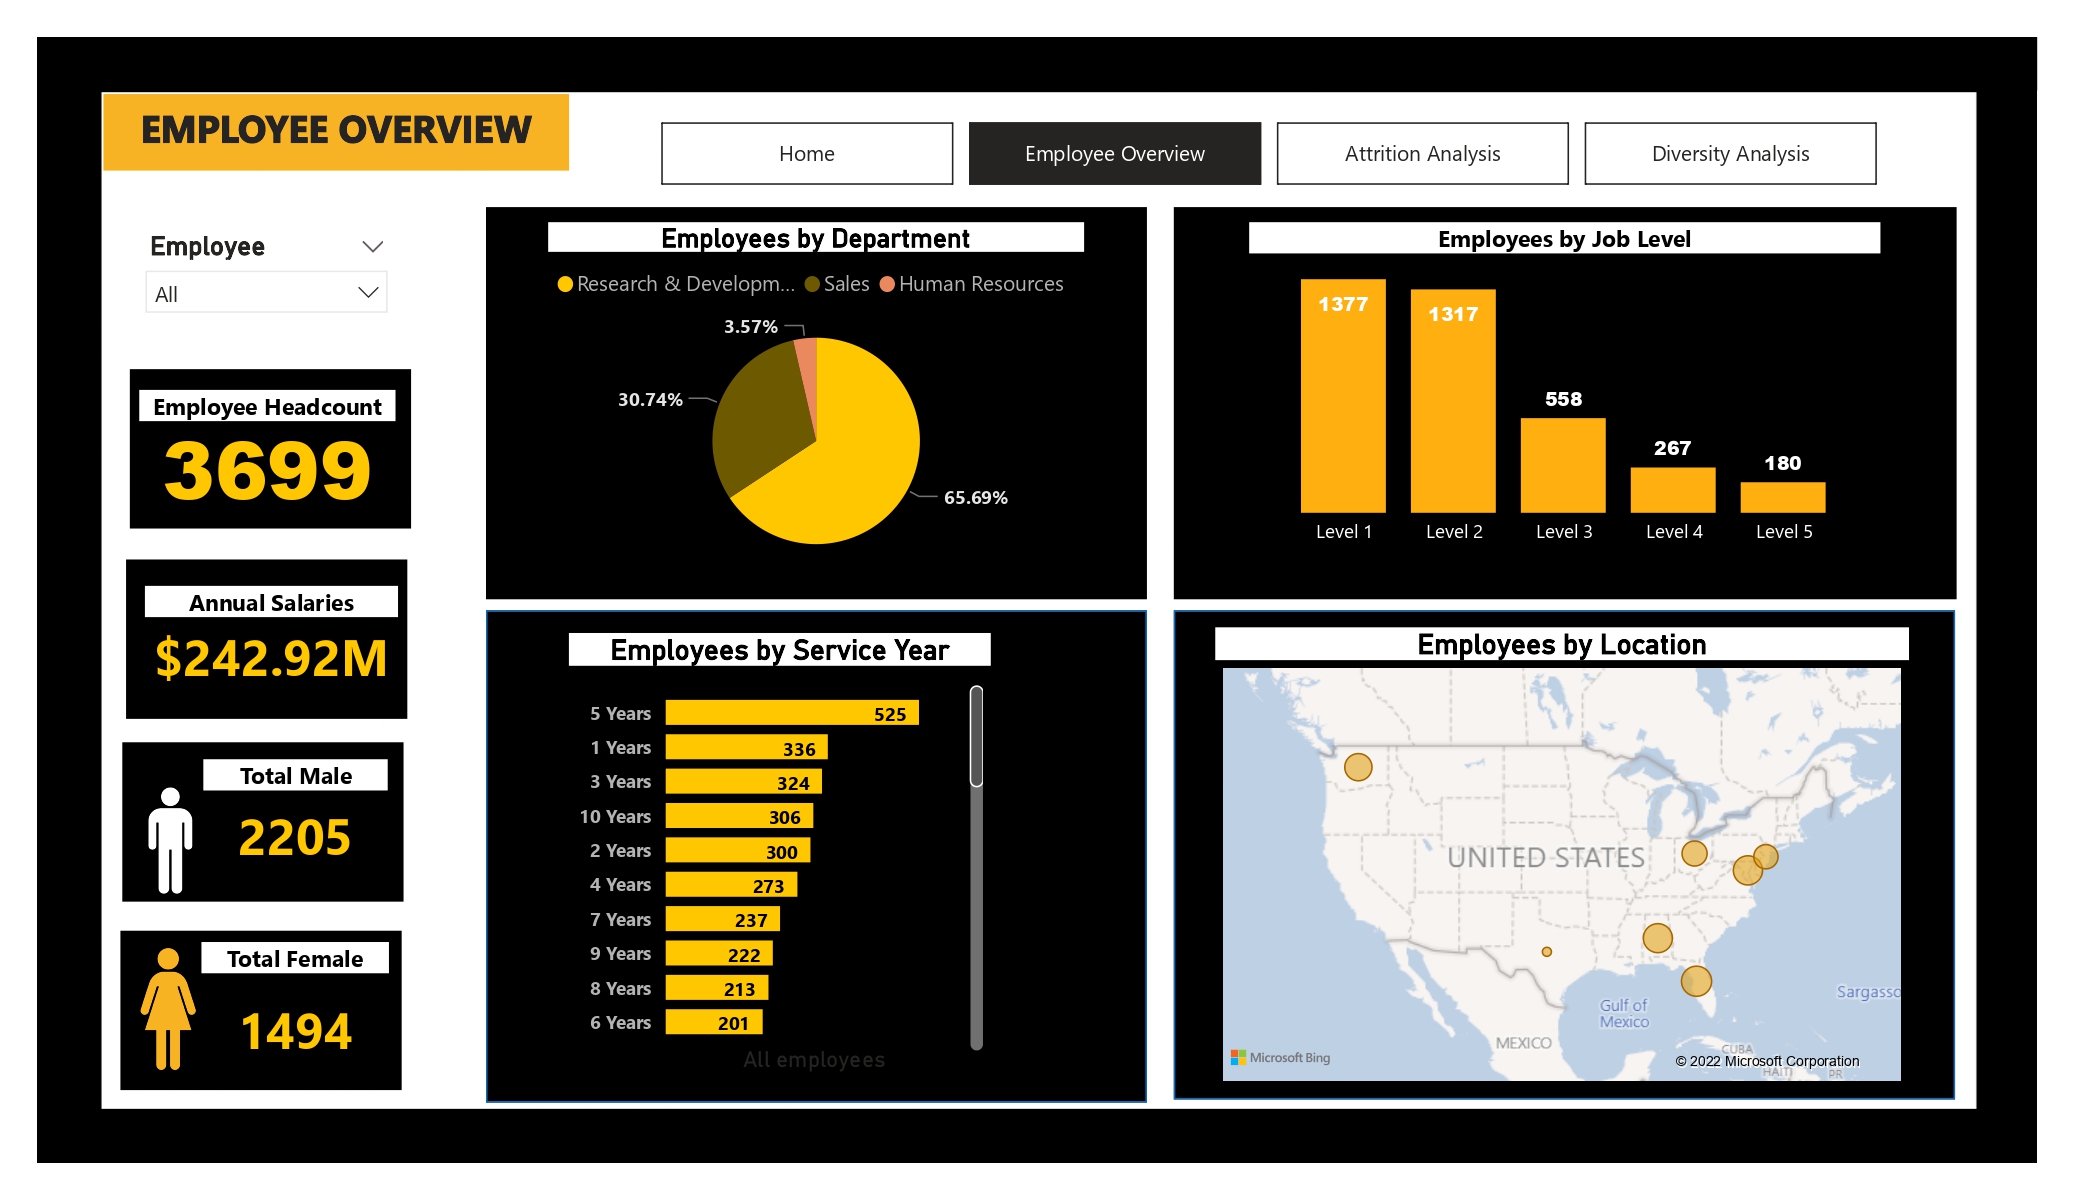 EMPLOYEE OVERVIEW
Home
Employee Overview
Attrition Analysis
Diversity Analysis
Employee
All
Employee Headcount
3699
Annual Salaries
$242.92M
Total Male
2205
Total Female
1494
Employees by Department
Research & Developm... Sales Human Resources
3.57%
30.74%
65.69%
Employees by Job Level
1377
1317
558
267
180
Level 1 Level 2 Level 3 Level 4 Level 5
Employees by Service Year
5 Years 525
1 Years 336
3 Years 324
10 Years 306
2 Years 300
4 Years 273
7 Years 237
9 Years 222
8 Years 213
6 Years 201
All employees
Employees by Location
UNITED STATES
Sargasso
Gulf of
Mexico
MEXICO
CUBA
Microsoft Bing
© 2022 Microsoft Corporation
HAITI
PR